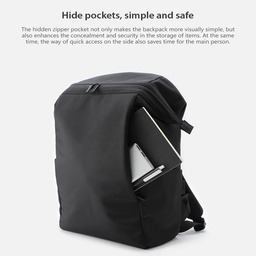 Hide pockets, simple and safe
The hidden zipper pocket not only makes the backpack more visually simple, but
also enhances the concealment and security in the storage of items. At the same
time, the way of quick access on the side also saves time for the main person.